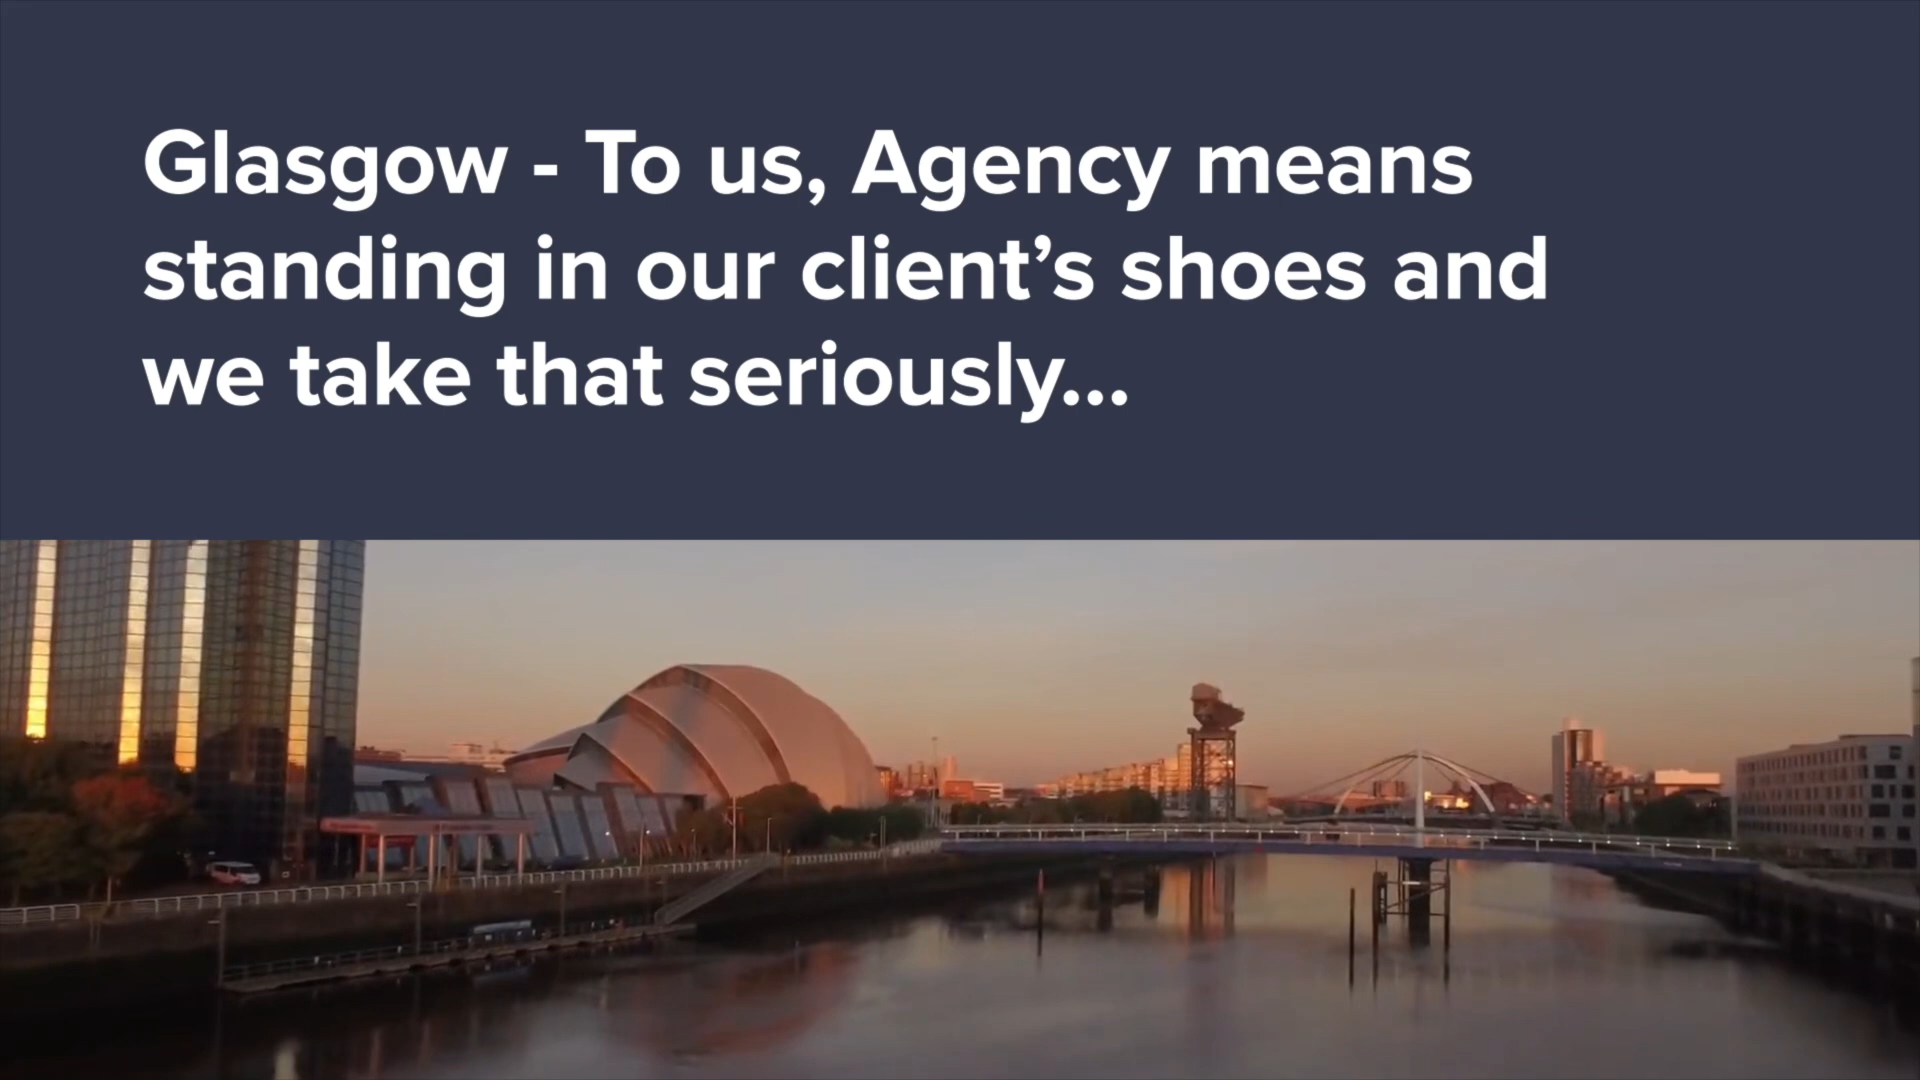 Glasgow - To us, Agency means
standing in our client’s shoes and
we take that seriously...